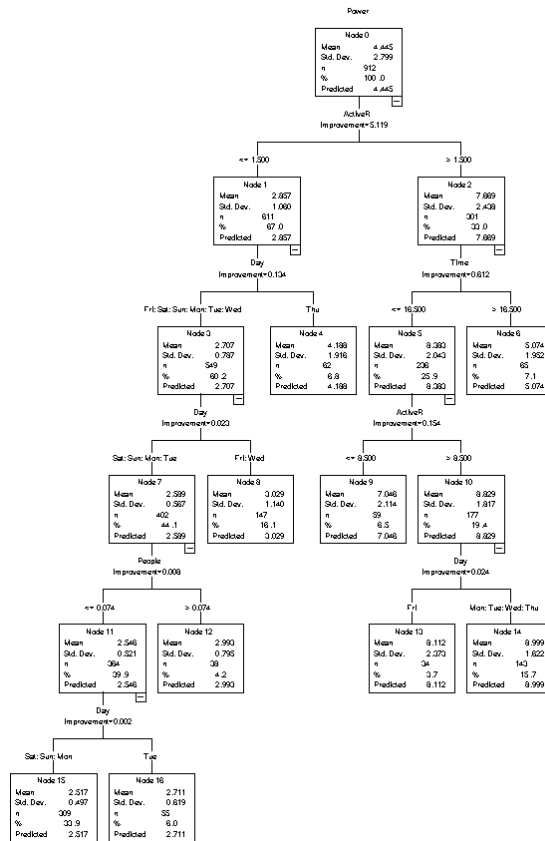 Power
Node 0
Mean 4.445
Std. Dev. 2.799
n 912
% 100 .0
Predicted 4.445
ActiveR
Improvement=5.119
<= 1.500
> 1.500
Node 1
Mean 2.857
Std. Dev. 1.060
n 611
% 67.0
Predicted 2.857
Node 2
Mean 7.669
Std. Dev. 2.438
n 301
% 33 .0
Predicted 7.669
Day
Improvement=0.134
Time
Improvement=0.612
Fri; Sat; Sun; Mon; Tue; Wed
Thu
<= 16.500
> 16.500
Node 3
Mean 2.707
Std. Dev. 0.787
n 549
% 60 .2
Predicted 2.707
Node 4
Mean 4.188
Std. Dev. 1.916
n 62
% 6.8
Predicted 4.188
Node 5
Mean 8.383
Std. Dev. 2.043
n 236
% 25 .9
Predicted 8.383
Node 6
Mean 5.074
Std. Dev. 1.952
n 65
% 7.1
Predicted 5.074
Day
Improvement=0.023
ActiveR
Improvement=0.154
Sat; Sun; Mon; Tue
Fri; Wed
<= 8.500
> 8.500
Node 7
Mean 2.589
Std. Dev. 0.567
n 402
% 44 .1
Predicted 2.589
Node 8
Mean 3.029
Std. Dev. 1.140
n 147
% 16.1
Predicted 3.029
Node 9
Mean 7.046
Std. Dev. 2.114
n 59
% 6.5
Predicted 7.046
Node 10
Mean 8.829
Std. Dev. 1.817
n 177
% 19 .4
Predicted 8.829
People
Improvement=0.008
Day
Improvement=0.024
<= 0.074
> 0.074
Fri
Mon; Tue; Wed; Thu
Node 11
Mean 2.546
Std. Dev. 0.521
n 364
% 39 .9
Predicted 2.546
Node 12
Mean 2.993
Std. Dev. 0.795
n 38
% 4.2
Predicted 2.993
Node 13
Mean 8.112
Std. Dev. 2.373
n 34
% 3.7
Predicted 8.112
Node 14
Mean 8.999
Std. Dev. 1.622
n 143
% 15.7
Predicted 8.999
Day
Improvement=0.002
Sat; Sun; Mon
Tue
Node 15
Mean 2.517
Std. Dev. 0.497
n 309
% 33 .9
Predicted 2.517
Node 16
Mean 2.711
Std. Dev. 0.619
n 55
% 6.0
Predicted 2.711